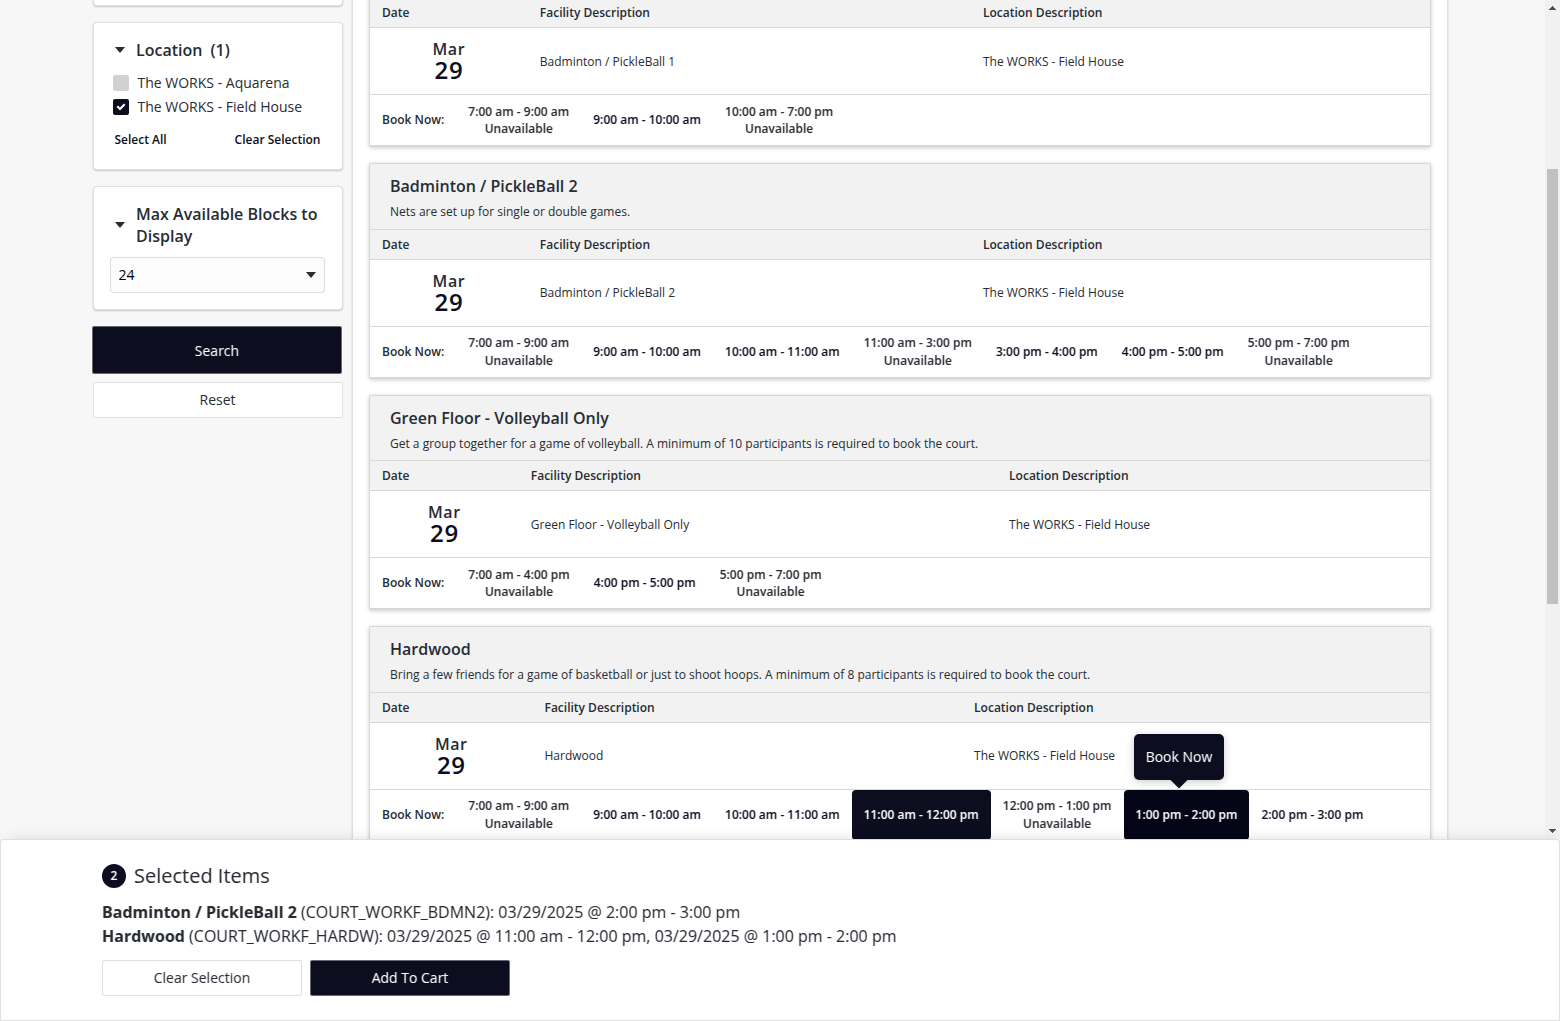 Location (1)
The WORKS - Aquarena
The WORKS - Field House
Select All Clear Selection
Max Available Blocks to
Display
24
Search
Reset
Date Facility Description Location Description
Mar
29
Badminton / PickleBall 1 The WORKS - Field House
Book Now: 7:00 am - 9:00 am Unavailable 9:00 am - 10:00 am 10:00 am - 7:00 pm Unavailable
Badminton / PickleBall 2
Nets are set up for single or double games.
Date Facility Description Location Description
Mar
29
Badminton / PickleBall 2 The WORKS - Field House
Book Now: 7:00 am - 9:00 am Unavailable 9:00 am - 10:00 am 10:00 am - 11:00 am 11:00 am - 3:00 pm Unavailable 3:00 pm - 4:00 pm 4:00 pm - 5:00 pm 5:00 pm - 7:00 pm Unavailable
Green Floor - Volleyball Only
Get a group together for a game of volleyball. A minimum of 10 participants is required to book the court.
Date Facility Description Location Description
Mar
29
Green Floor - Volleyball Only The WORKS - Field House
Book Now: 7:00 am - 4:00 pm Unavailable 4:00 pm - 5:00 pm 5:00 pm - 7:00 pm Unavailable
Hardwood
Bring a few friends for a game of basketball or just to shoot hoops. A minimum of 8 participants is required to book the court.
Date Facility Description Location Description
Mar
29
Hardwood The WORKS - Field House
Book Now
Book Now: 7:00 am - 9:00 am Unavailable 9:00 am - 10:00 am 10:00 am - 11:00 am 11:00 am - 12:00 pm 12:00 pm - 1:00 pm Unavailable 1:00 pm - 2:00 pm 2:00 pm - 3:00 pm
2 Selected Items
Badminton / PickleBall 2 (COURT_WORKF_BDMN2): 03/29/2025 @ 2:00 pm - 3:00 pm
Hardwood (COURT_WORKF_HARDW): 03/29/2025 @ 11:00 am - 12:00 pm, 03/29/2025 @ 1:00 pm - 2:00 pm
Clear Selection Add To Cart